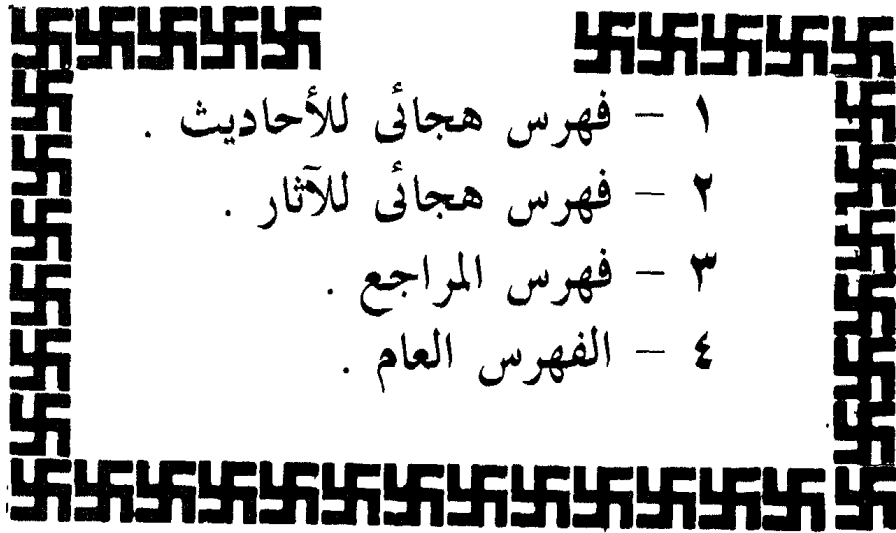 ١ – فهرس هجائى للأحاديث .
٢ – فهرس هجائى للآثار .
٣ – فهرس المراجع .
٤ – الفهرس العام .